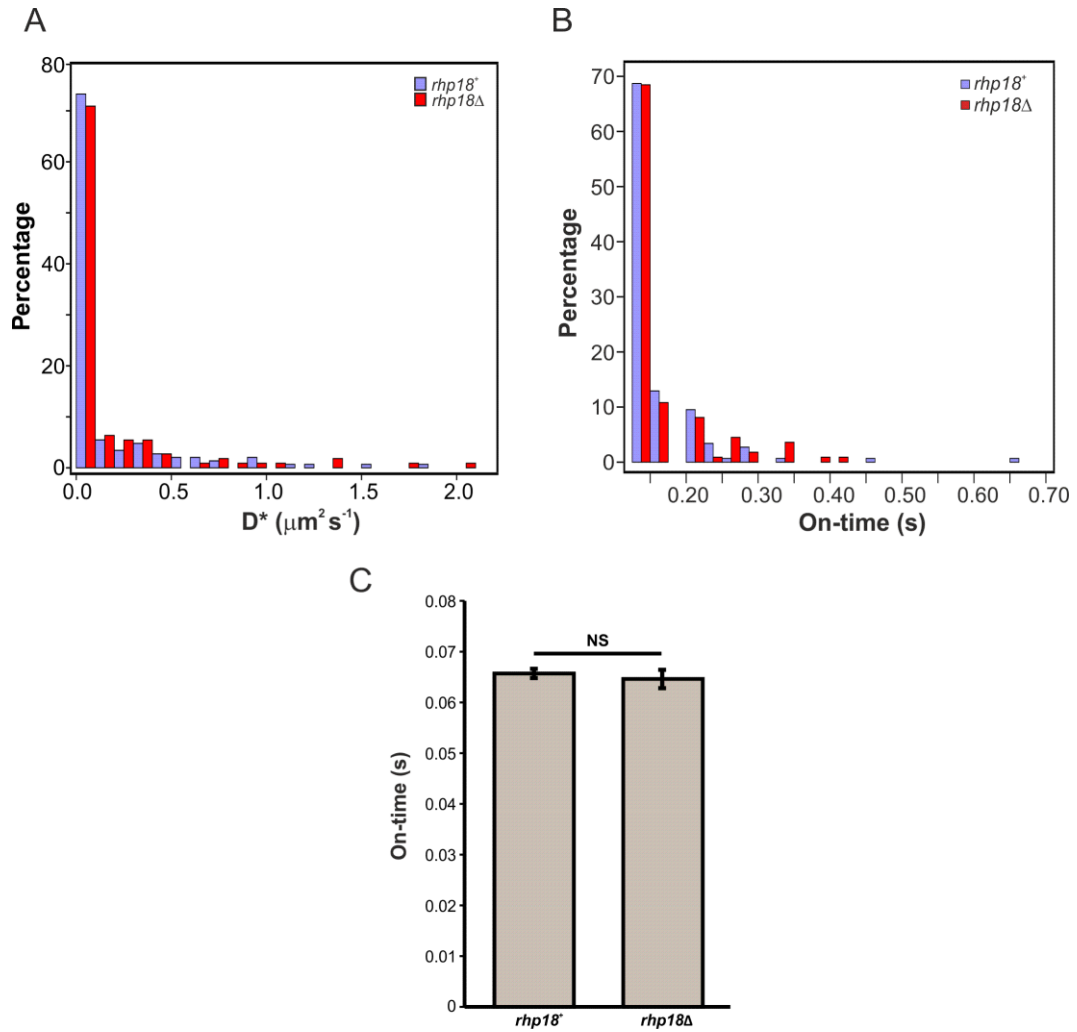 A
80
60
40
20
0
Percentage
rhp18⁺
rhp18Δ
0.0 0.5 1.0 1.5 2.0
D* (μm² s⁻¹)
B
70
60
50
40
30
20
10
0
Percentage
rhp18⁺
rhp18Δ
0.20 0.30 0.40 0.50 0.60 0.70
On-time (s)
C
0.08
0.07
0.06
0.05
0.04
0.03
0.02
0.01
0
On-time (s)
NS
rhp18⁺ rhp18Δ